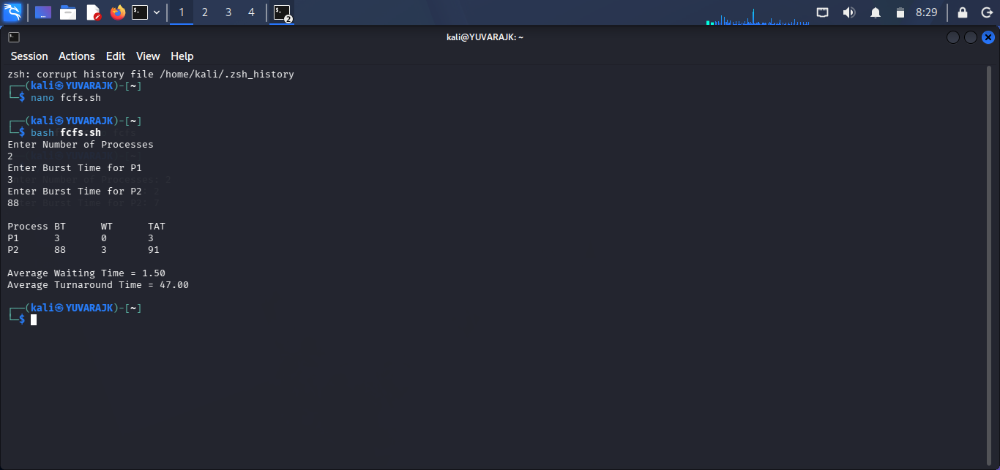 1 2 3 4 2 8:29
kali@YUVARAJK: ~
Session Actions Edit View Help
zsh: corrupt history file /home/kali/.zsh_history
┌──(kali㉿YUVARAJK)-[~]
└─$ nano fcfs.sh
┌──(kali㉿YUVARAJK)-[~]
└─$ bash fcfs.sh
Enter Number of Processes
2
Enter Burst Time for P1
3
Enter Burst Time for P2
88
Process BT WT TAT
P1 3 0 3
P2 88 3 91
Average Waiting Time = 1.50
Average Turnaround Time = 47.00
┌──(kali㉿YUVARAJK)-[~]
└─$